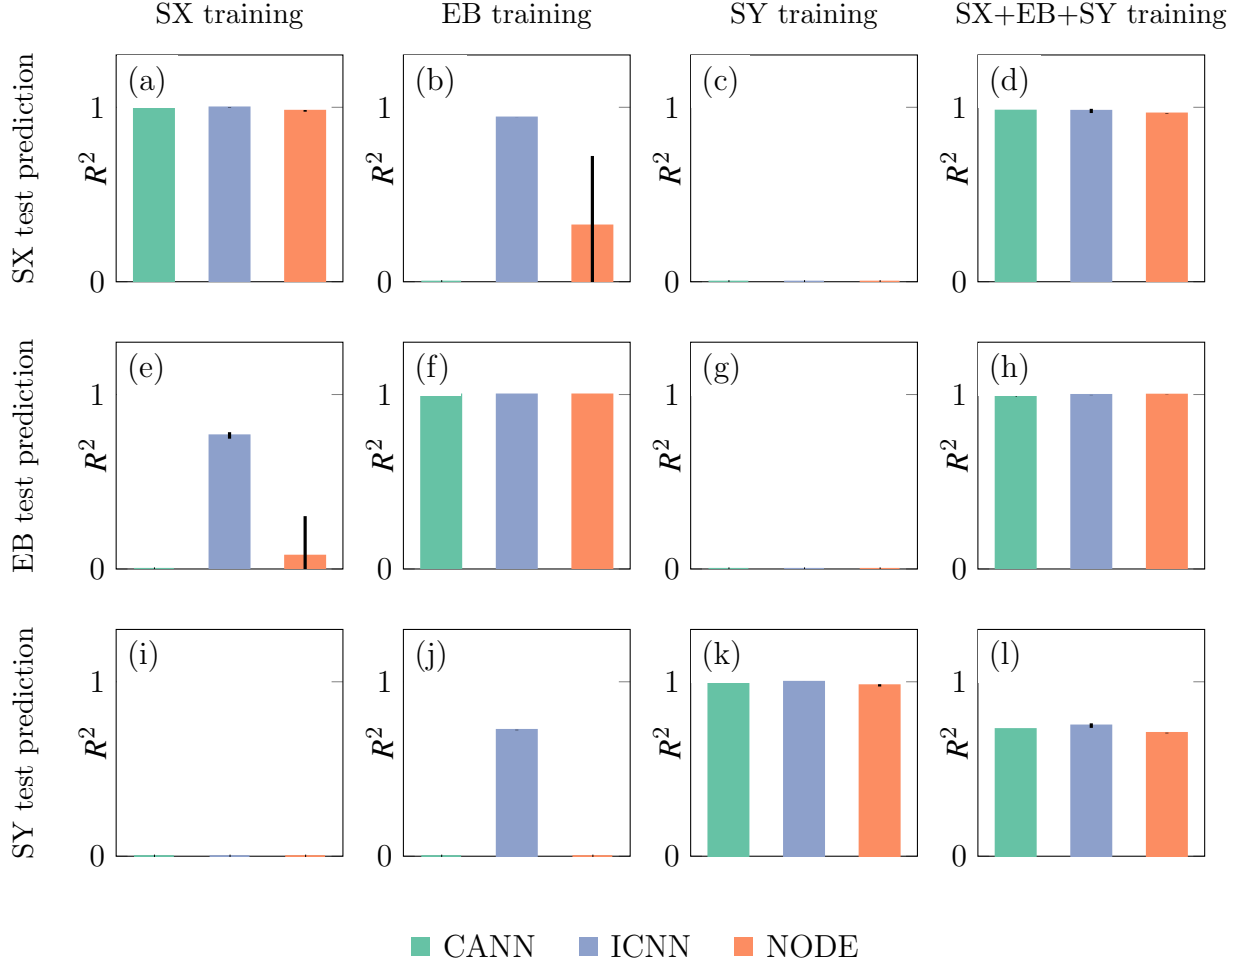 SX training EB training SY training SX+EB+SY training
SX test prediction
(a) (b) (c) (d)
1 1 1 1
R² R² R² R²
0 0 0 0
EB test prediction
(e) (f) (g) (h)
1 1 1 1
R² R² R² R²
0 0 0 0
SY test prediction
(i) (j) (k) (l)
1 1 1 1
R² R² R² R²
0 0 0 0
CANN ICNN NODE